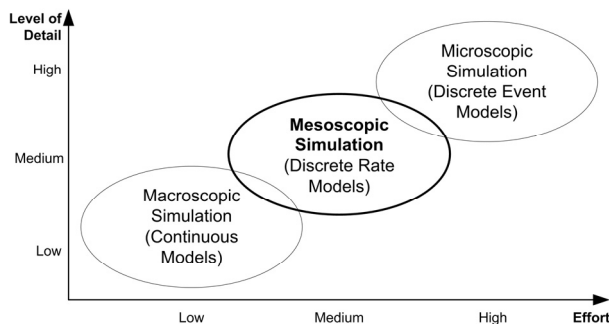 Level of
Detail
High
Microscopic
Simulation
(Discrete Event
Models)
Mesoscopic
Simulation
(Discrete Rate
Models)
Medium
Macroscopic
Simulation
(Continuous
Models)
Low
Low
Medium
High
Effort